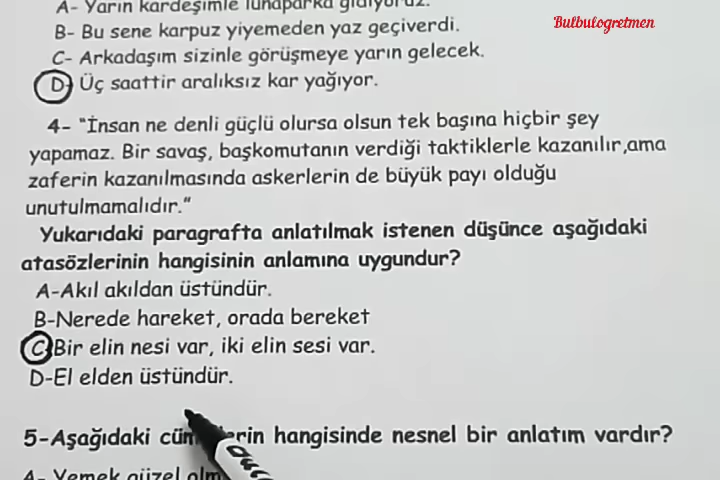 A- Yarın kardeşimle lunaparka gidiyoruz.
Bulbulogretmen
B- Bu sene karpuz yiyemeden yaz geçiverdi.
C- Arkadaşım sizinle görüşmeye yarın gelecek.
D- Üç saattir aralıksız kar yağıyor.
4- "İnsan ne denli güçlü olursa olsun tek başına hiçbir şey
yapamaz. Bir savaş, başkomutanın verdiği taktiklerle kazanılır,ama
zaferin kazanılmasında askerlerin de büyük payı olduğu
unutulmamalıdır."
Yukarıdaki paragrafta anlatılmak istenen düşünce aşağıdaki
atasözlerinin hangisinin anlamına uygundur?
A-Akıl akıldan üstündür.
B-Nerede hareket, orada bereket
C-Bir elin nesi var, iki elin sesi var.
D-El elden üstündür.
5-Aşağıdaki hangisinde nesnel bir anlatım vardır?
A- Yemek güzel